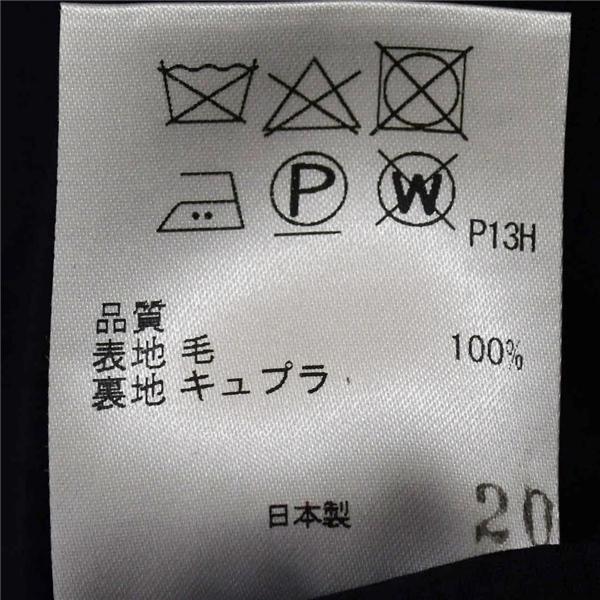 P W P13H
品質
表地 毛 100%
裏地 キュプラ
日本製 20